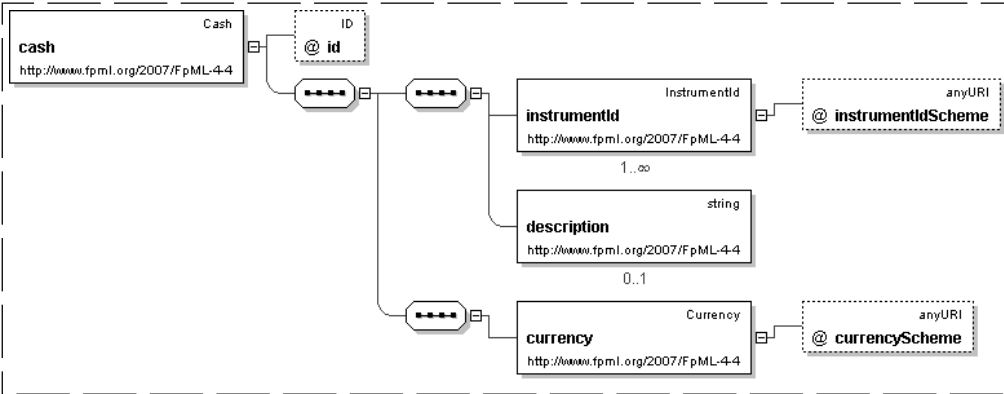 Cash
cash
http://www.fpml.org/2007/FpML-4-4
ID
@ id
InstrumentId
instrumentId
http://www.fpml.org/2007/FpML-4-4
1..∞
anyURI
@ instrumentIdScheme
string
description
http://www.fpml.org/2007/FpML-4-4
0..1
Currency
currency
http://www.fpml.org/2007/FpML-4-4
anyURI
@ currencyScheme